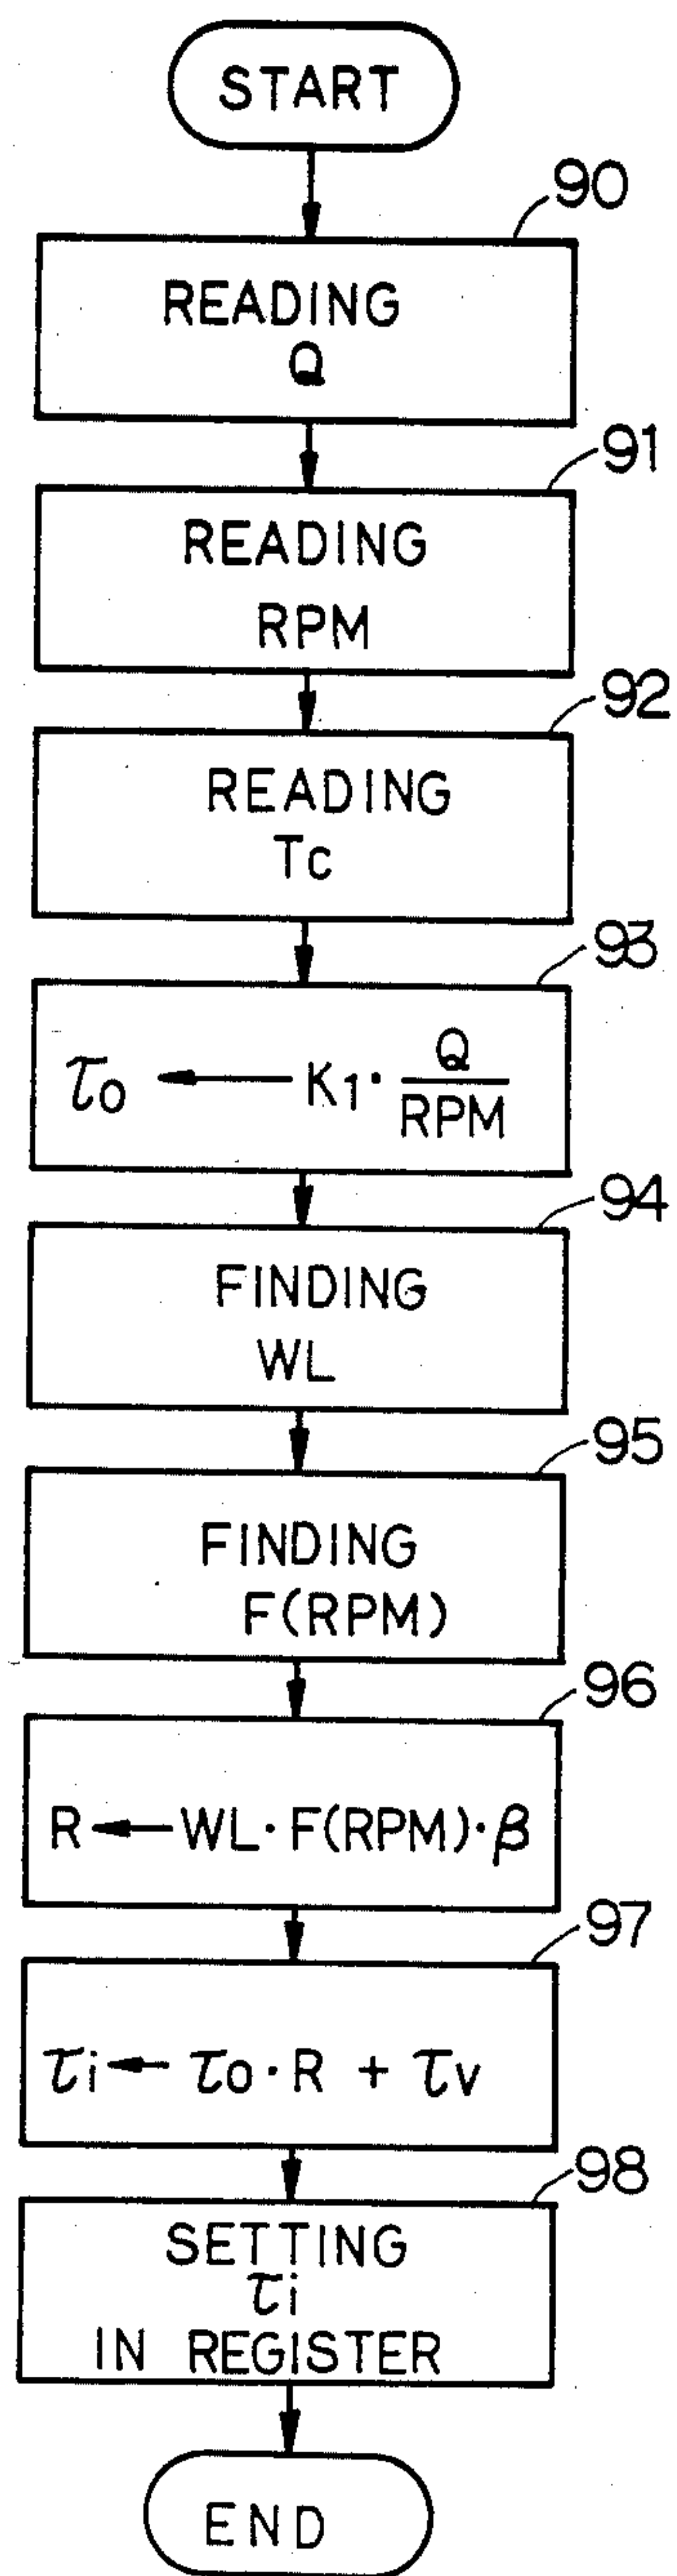 START
90
READING
Q
91
READING
RPM
92
READING
Tc
93
τo ← K1 · Q/RPM
94
FINDING
WL
95
FINDING
F(RPM)
96
R ← WL · F(RPM) · β
97
τi ← τo · R + τv
98
SETTING
τi
IN REGISTER
END